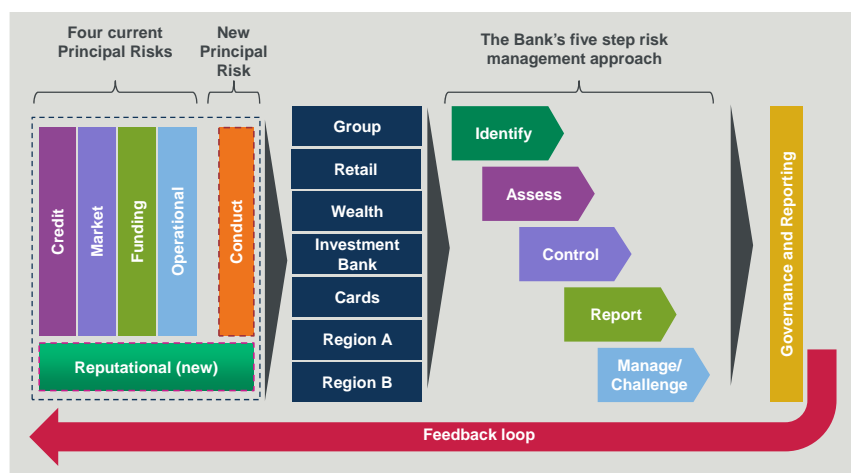 Four current
Principal Risks
New
Principal
Risk
The Bank's five step risk
management approach
Credit
Market
Funding
Operational
Conduct
Reputational (new)
Group
Retail
Wealth
Investment
Bank
Cards
Region A
Region B
Identify
Assess
Control
Report
Manage/
Challenge
Governance and Reporting
Feedback loop